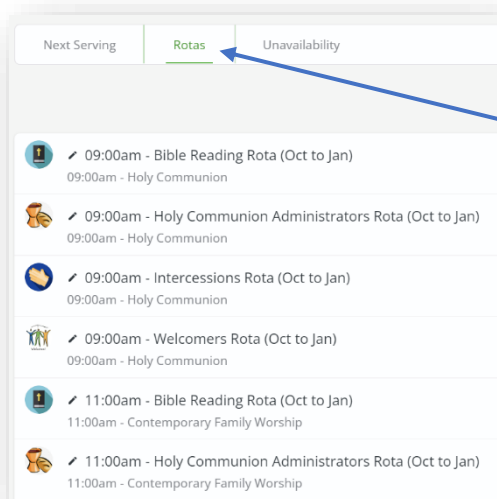 Next Serving Rotas Unavailability
09:00am - Bible Reading Rota (Oct to Jan)
09:00am - Holy Communion
09:00am - Holy Communion Administrators Rota (Oct to Jan)
09:00am - Holy Communion
09:00am - Intercessions Rota (Oct to Jan)
09:00am - Holy Communion
09:00am - Welcomers Rota (Oct to Jan)
09:00am - Holy Communion
11:00am - Bible Reading Rota (Oct to Jan)
11:00am - Contemporary Family Worship
11:00am - Holy Communion Administrators Rota (Oct to Jan)
11:00am - Contemporary Family Worship